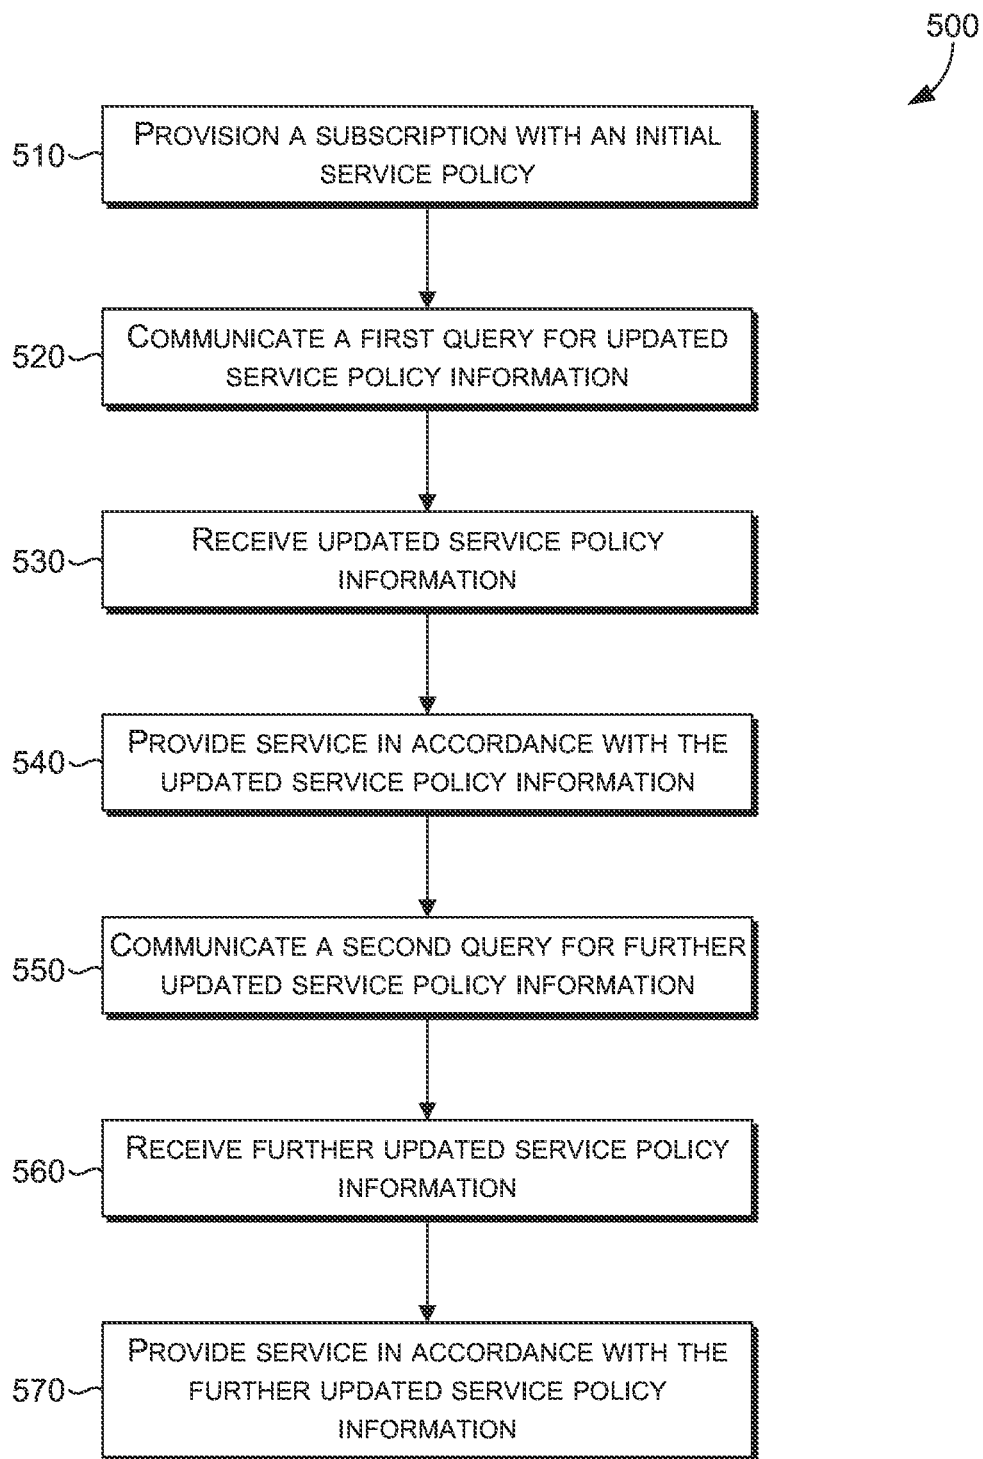 500
510
PROVISION A SUBSCRIPTION WITH AN INITIAL
SERVICE POLICY
520
COMMUNICATE A FIRST QUERY FOR UPDATED
SERVICE POLICY INFORMATION
530
RECEIVE UPDATED SERVICE POLICY
INFORMATION
540
PROVIDE SERVICE IN ACCORDANCE WITH THE
UPDATED SERVICE POLICY INFORMATION
550
COMMUNICATE A SECOND QUERY FOR FURTHER
UPDATED SERVICE POLICY INFORMATION
560
RECEIVE FURTHER UPDATED SERVICE POLICY
INFORMATION
570
PROVIDE SERVICE IN ACCORDANCE WITH THE
FURTHER UPDATED SERVICE POLICY
INFORMATION